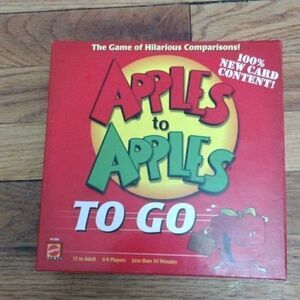 The Game of Hilarious Comparisons!
100%
NEW CARD
CONTENT!
APPLES
to
APPLES
TO GO
12 to Adult 4-8 Players Less than 30 Minutes